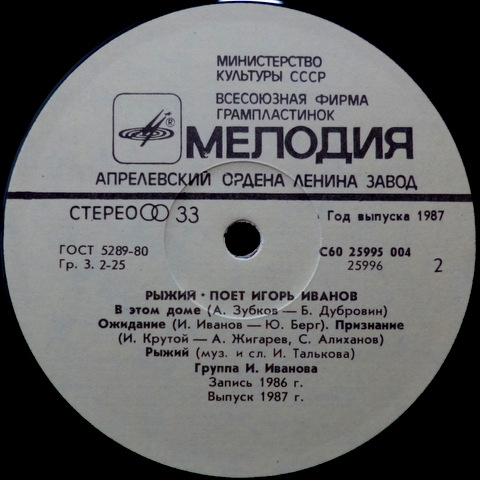 МИНИСТЕРСТВО
КУЛЬТУРЫ СССР
ВСЕСОЮЗНАЯ ФИРМА
ГРАМПЛАСТИНОК
®
МЕЛОДИЯ
АПРЕЛЕВСКИЙ ОРДЕНА ЛЕНИНА ЗАВОД
СТЕРЕО 33
Год выпуска 1987
ГОСТ 5289-80
С60 25995 004
Гр. 3. 2-25
25996
2
РЫЖИЙ · ПОЕТ ИГОРЬ ИВАНОВ
В этом доме (А. Зубков — Б. Дубровин)
Ожидание (И. Иванов — Ю. Берг). Признание
(И. Крутой — А. Жигарев, С. Алиханов)
Рыжий (муз. и сл. И. Талькова)
Группа И. Иванова
Запись 1986 г.
Выпуск 1987 г.